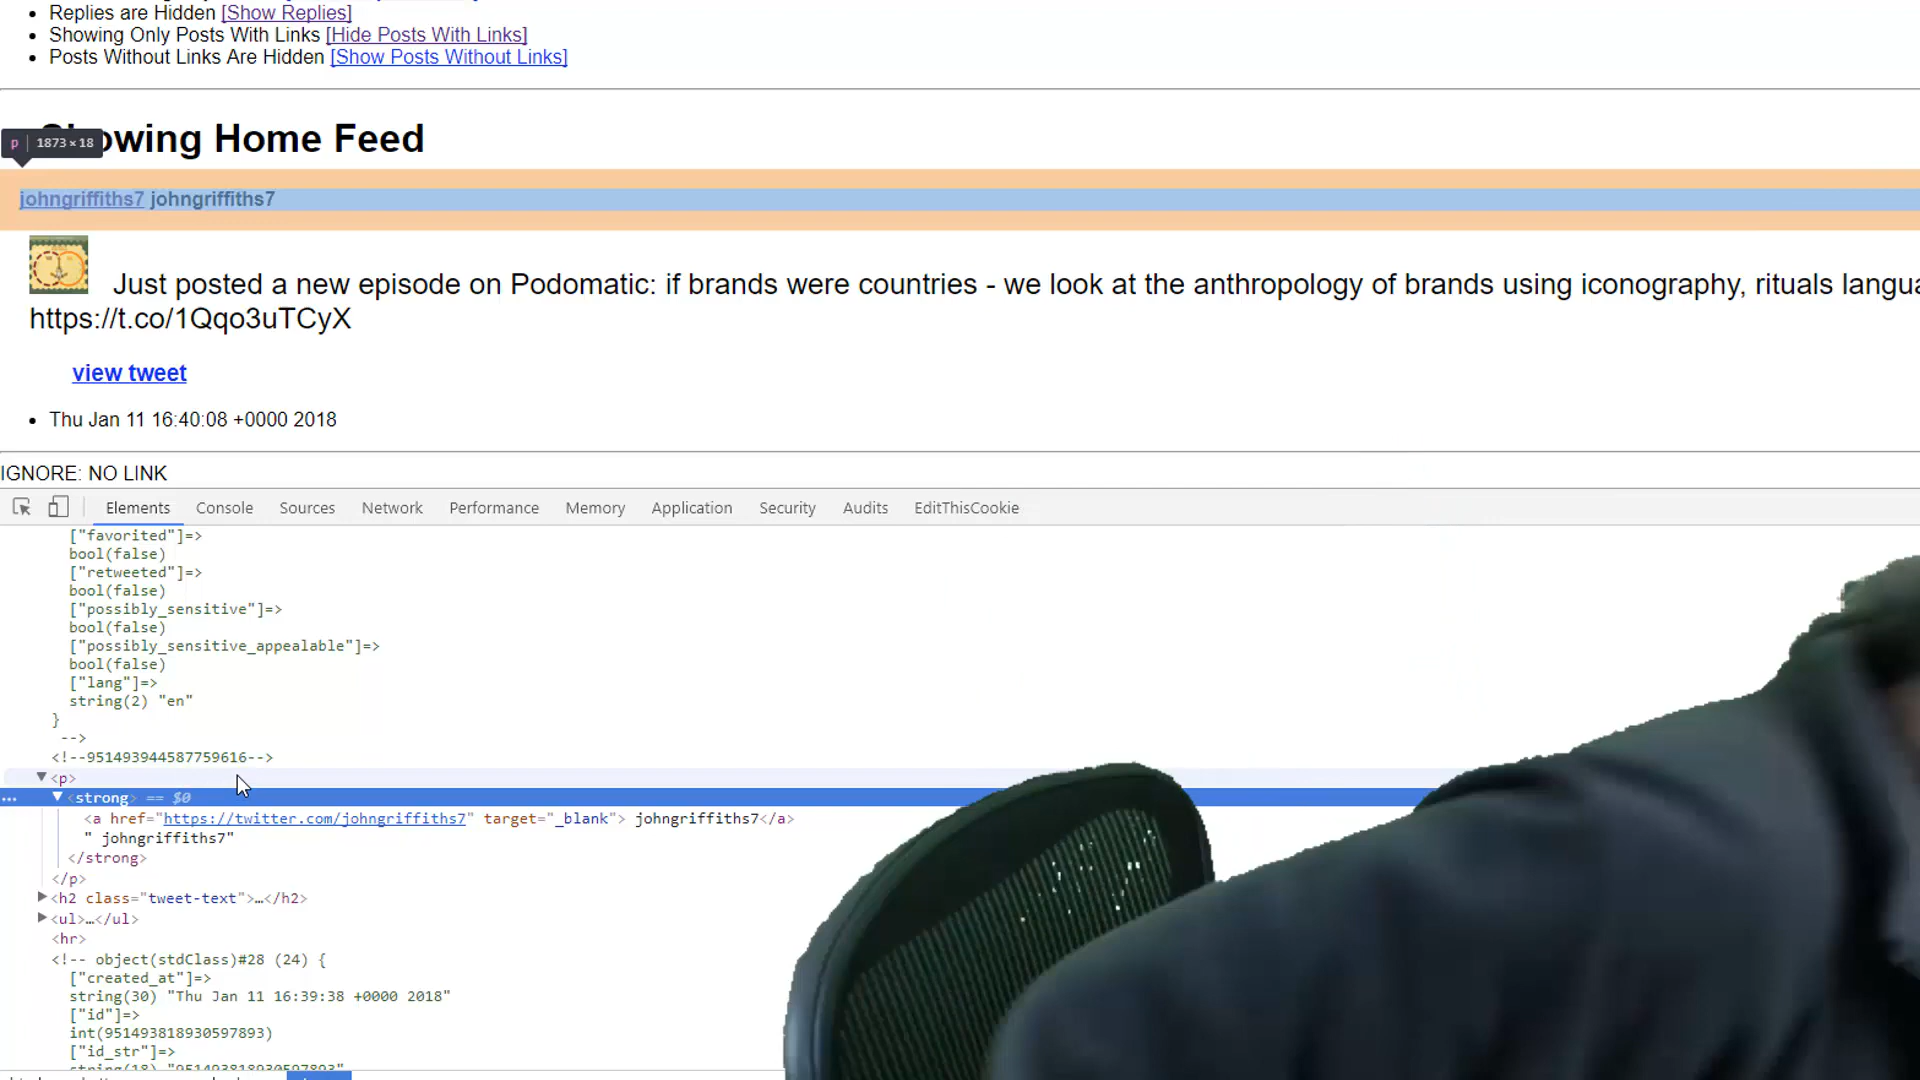 Replies are Hidden [Show Replies]
Showing Only Posts With Links [Hide Posts With Links]
Posts Without Links Are Hidden [Show Posts Without Links]
Showing Home Feed
p 1873×18
johngriffiths7 johngriffiths7
Just posted a new episode on Podomatic: if brands were countries - we look at the anthropology of brands using iconography, rituals
https://t.co/1Qqo3uTCyX
view tweet
Thu Jan 11 16:40:08 +0000 2018
IGNORE: NO LINK
Elements Console Sources Network Performance Memory Application Security Audits EditThisCookie
["favorited"]=>
bool(false)
["retweeted"]=>
bool(false)
["possibly_sensitive"]=>
bool(false)
["possibly_sensitive_appealable"]=>
bool(false)
["lang"]=>
string(2) "en"
}
-->
<!--951493944587759616-->
<p>
<strong> == $0
<a href="https://twitter.com/johngriffiths7" target="_blank"> johngriffiths7</a>
" johngriffiths7"
</strong>
</p>
<h2 class="tweet-text">…</h2>
<ul>…</ul>
<hr>
<!-- object(stdClass)#28 (24) {
["created_at"]=>
string(30) "Thu Jan 11 16:39:38 +0000 2018"
["id"]=>
int(951493818930597893)
["id_str"]=>
string(18) "951493818930597893"